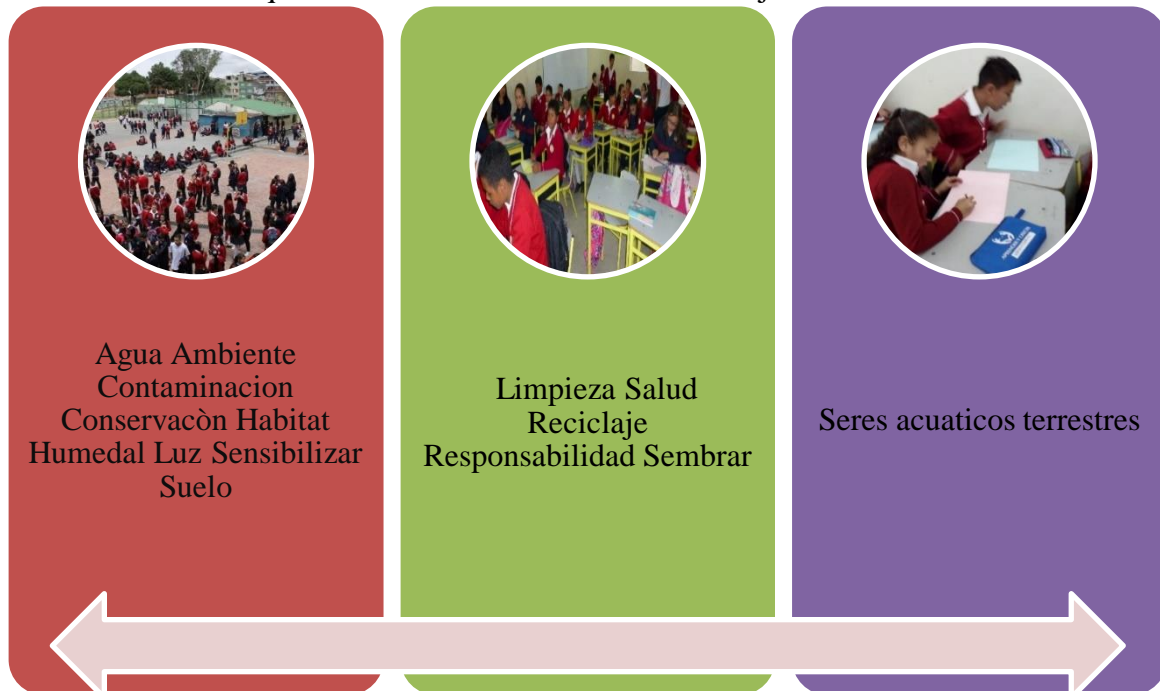 Agua Ambiente
Contaminacion
Conservacòn Habitat
Humedal Luz Sensibilizar
Suelo
Limpieza Salud
Reciclaje
Responsabilidad Sembrar
Seres acuaticos terrestres